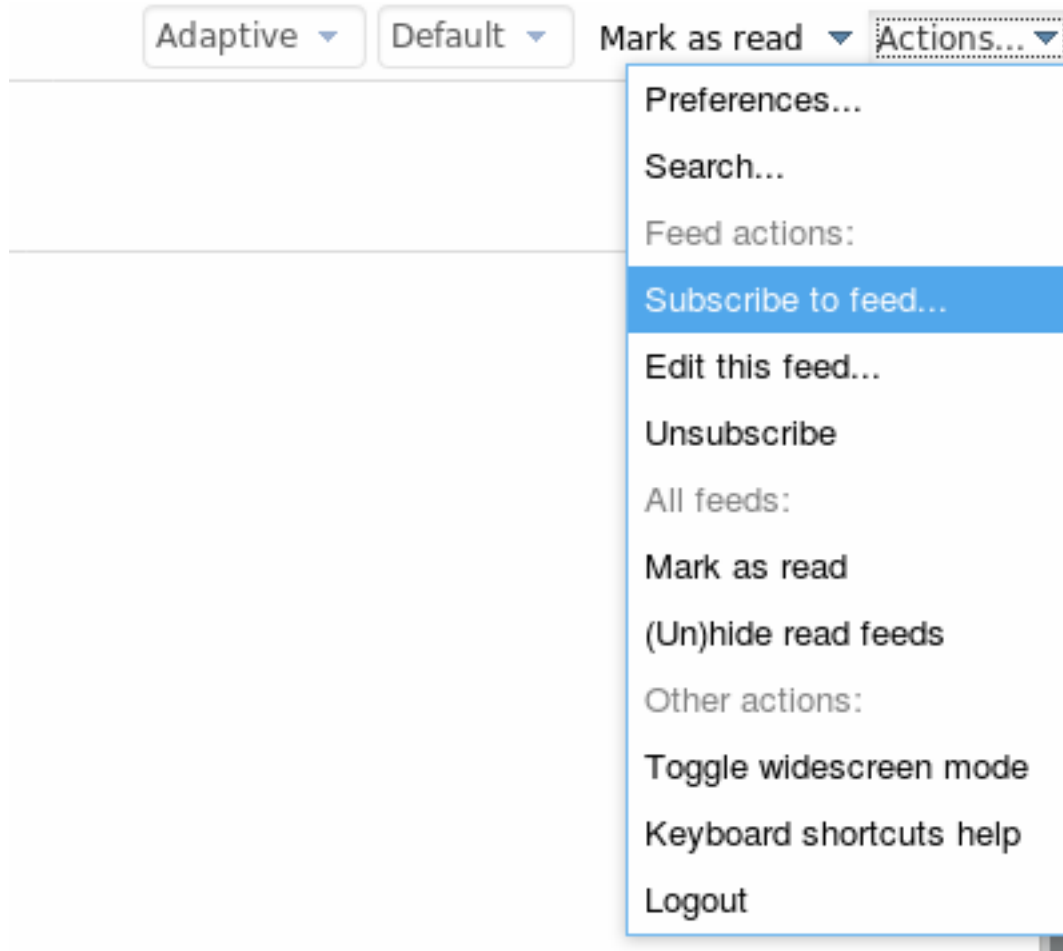 Adaptive Default Mark as read Actions...
Preferences...
Search...
Feed actions:
Subscribe to feed...
Edit this feed...
Unsubscribe
All feeds:
Mark as read
(Un)hide read feeds
Other actions:
Toggle widescreen mode
Keyboard shortcuts help
Logout